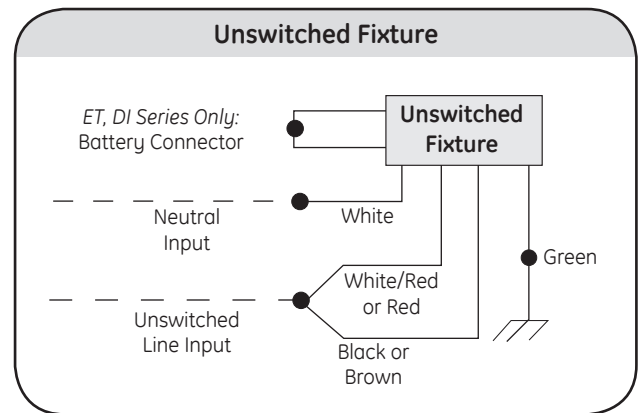 Unswitched Fixture
ET, DI Series Only:
Battery Connector
Unswitched
Fixture
Neutral
Input
White
Green
White/Red
or Red
Unswitched
Line Input
Black or
Brown